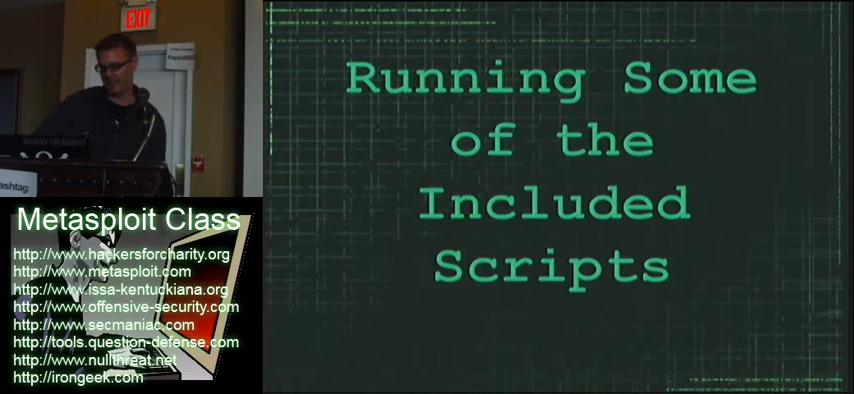 EXIT
ashtag:
Running Some
of the
Included
Scripts
Metasploit Class
http://www.hackersforcharity.org
http://www.metasploit.com
http://www.issa-kentuckiana.org
http://www.offensive-security.com
http://www.secmaniac.com
http://tools.question-defense.com
http://www.nullthreat.net
http://irongeek.com